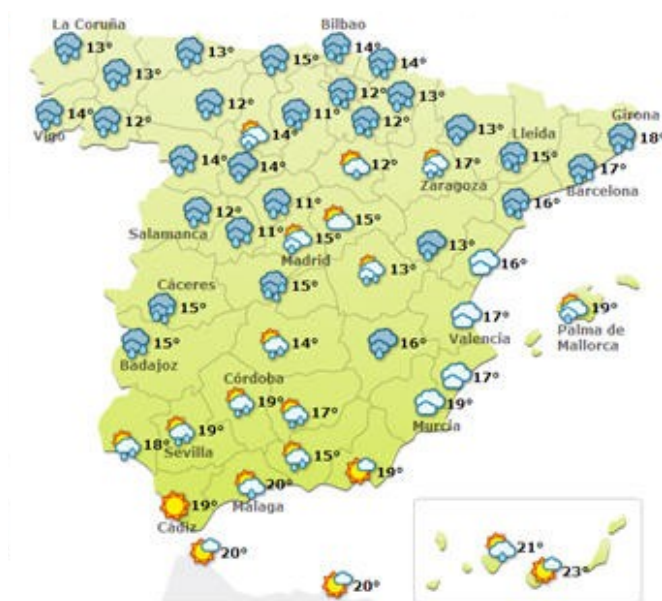 La Coruña
Bilbao
13°
13°
15°
14°
14°
13°
12°
12°
13°
Girona
14°
12°
14°
11°
12°
13°
Lleida
18°
Vigo
14°
14°
12°
17°
15°
17°
Zaragoza
Barcelona
12°
11°
15°
16°
Salamanca
11°
15°
13°
Madrid
16°
13°
Cáceres
15°
15°
19°
17°
Palma de
Mallorca
Valencia
15°
14°
16°
Badajoz
17°
Córdoba
19°
17°
19°
Murcia
18°
19°
Sevilla
15°
19°
20°
Málaga
19°
Cádiz
20°
20°
21°
23°